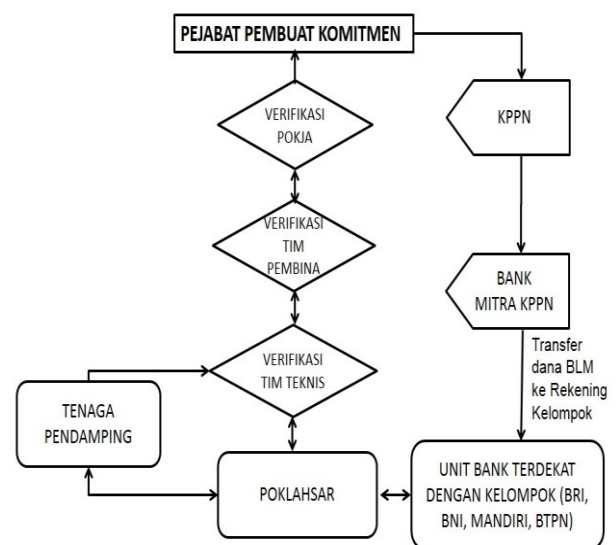 PEJABAT PEMBUAT KOMITMEN
VERIFIKASI
POKJA
KPPN
VERIFIKASI
TIM
PEMBINA
BANK
MITRA KPPN
Transfer
dana BLM
ke Rekening
Kelompok
VERIFIKASI
TIM TEKNIS
TENAGA
PENDAMPING
POKLAHSAR
UNIT BANK TERDEKAT
DENGAN KELOMPOK (BRI,
BNI, MANDIRI, BTPN)